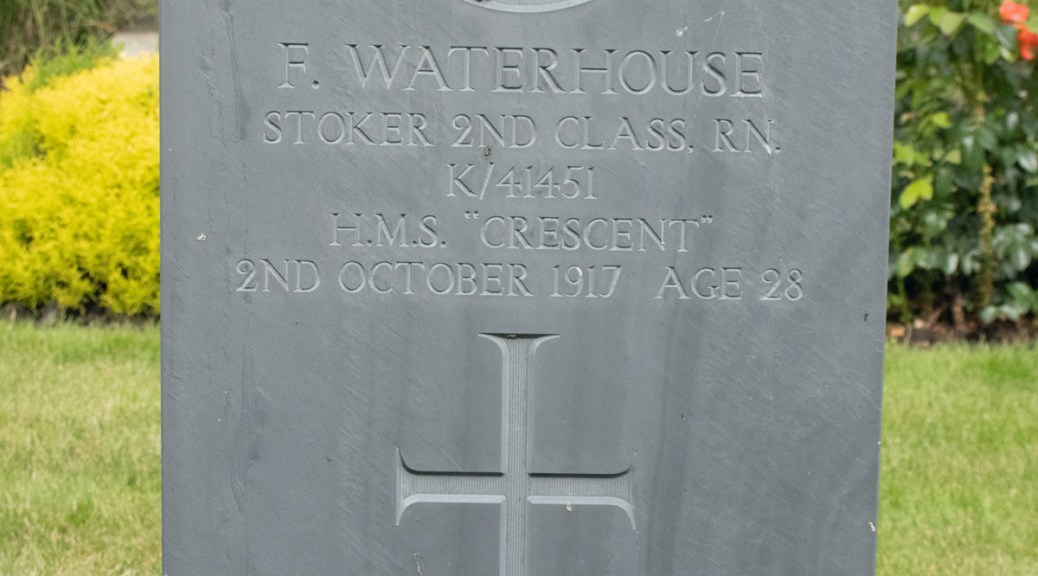 F. WATERHOUSE
STOKER 2ND CLASS, RN.
K/41451
H.M.S. "CRESCENT"
2ND OCTOBER 1917 AGE 28